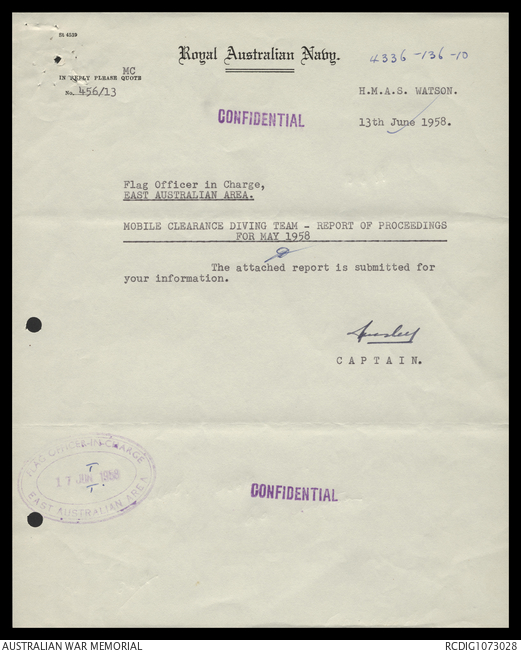 St 4539
Royal Australian Navy.
4336-136-10
MC
IN REPLY PLEASE QUOTE
No. 456/13
H.M.A.S. WATSON.
CONFIDENTIAL
13th June 1958.
Flag Officer in Charge,
EAST AUSTRALIAN AREA.
MOBILE CLEARANCE DIVING TEAM - REPORT OF PROCEEDINGS
FOR MAY 1958
The attached report is submitted for
your information.
CAPTAIN.
FLAG OFFICER IN CHARGE
17 JUN 1958
EAST AUSTRALIAN AREA
CONFIDENTIAL
AUSTRALIAN WAR MEMORIAL
RCDIG1073028